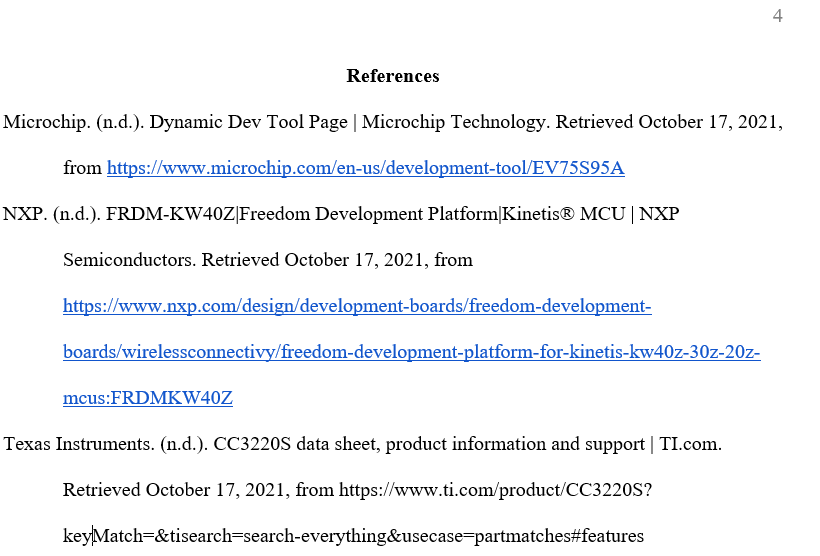 4
References
Microchip. (n.d.). Dynamic Dev Tool Page | Microchip Technology. Retrieved October 17, 2021,
from https://www.microchip.com/en-us/development-tool/EV75S95A
NXP. (n.d.). FRDM-KW40Z|Freedom Development Platform|Kinetis® MCU | NXP
Semiconductors. Retrieved October 17, 2021, from
https://www.nxp.com/design/development-boards/freedom-development-
boards/wirelessconnectivy/freedom-development-platform-for-kinetis-kw40z-30z-20z-
mcus:FRDMKW40Z
Texas Instruments. (n.d.). CC3220S data sheet, product information and support | TI.com.
Retrieved October 17, 2021, from https://www.ti.com/product/CC3220S?
keyMatch=&tisearch=search-everything&usecase=partmatches#features